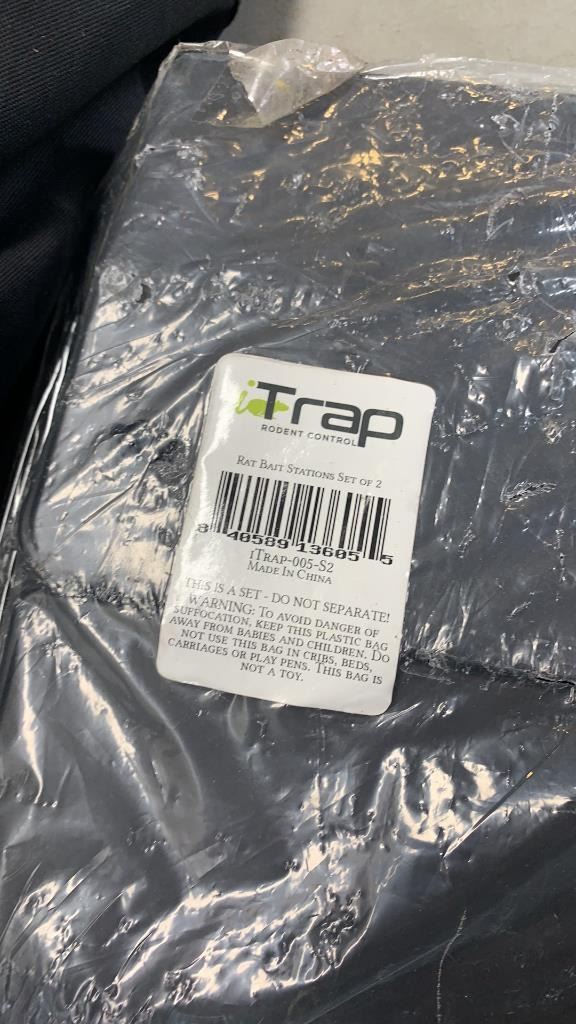 iTrap
RODENT CONTROL
RAT BAIT STATIONS SET OF 2
8 40589 13605 5
ITRAP-005-S2
MADE IN CHINA
THIS IS A SET - DO NOT SEPARATE!
WARNING: TO AVOID DANGER OF
SUFFOCATION, KEEP THIS PLASTIC BAG
AWAY FROM BABIES AND CHILDREN. DO
NOT USE THIS BAG IN CRIBS, BEDS,
CARRIAGES OR PLAY PENS. THIS BAG IS
NOT A TOY.